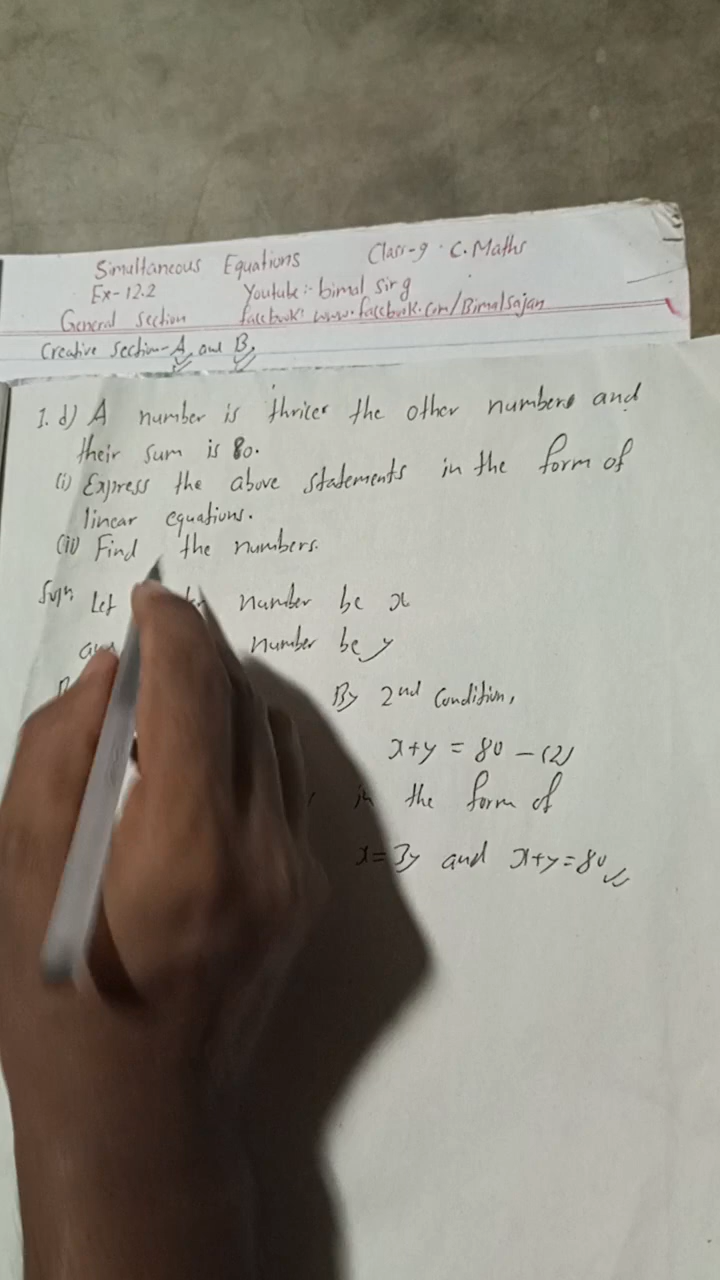 Simultaneous Equations Class-9 C. Maths
Ex-12.2 Youtube:- bimal sir g
General section facebook: www.facebook.com/Bimalsajan
Creative section-A and B.
1. d) A number is thrice the other number and
their sum is 80.
(i) Express the above statements in the form of
linear equations.
(ii) Find the numbers.
Soln Let number be x
number be y
By 2nd Condition,
x+y = 80 - (2)
in the form of
x=3y and x+y=80